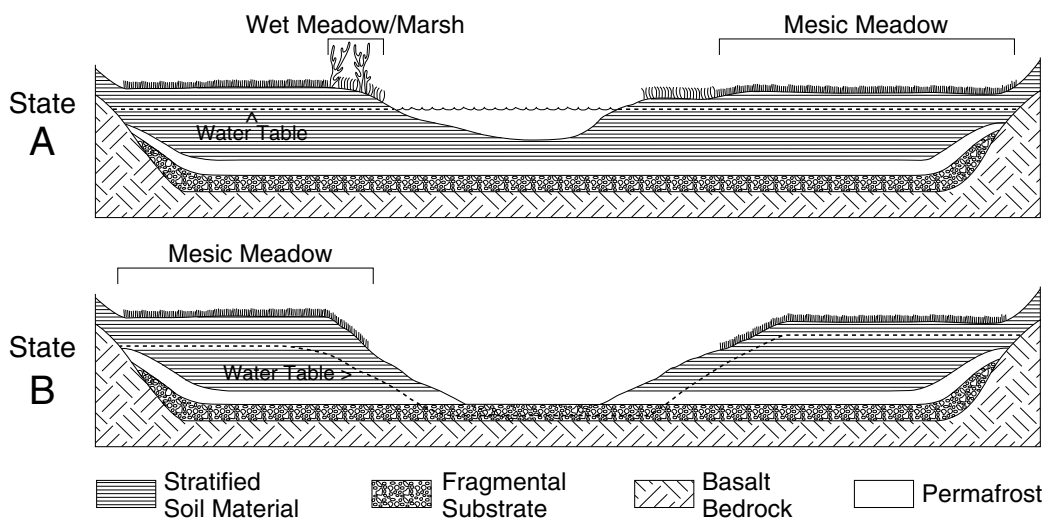 Wet Meadow/Marsh
Mesic Meadow
State
A
Water Table
Mesic Meadow
State
B
Water Table >
Stratified
Soil Material
Fragmental
Substrate
Basalt
Bedrock
Permafrost